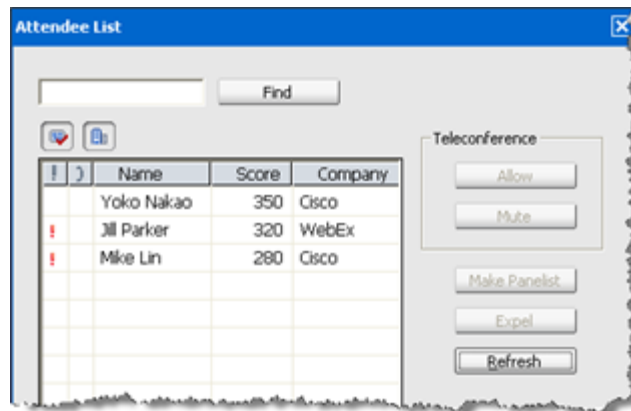 Attendee List
Find
Teleconference
! Name Score Company
Allow
Yoko Nakao 350 Cisco
Mute
Jill Parker 320 WebEx
! Mike Lin 280 Cisco
!
Make Panelist
Expel
Refresh